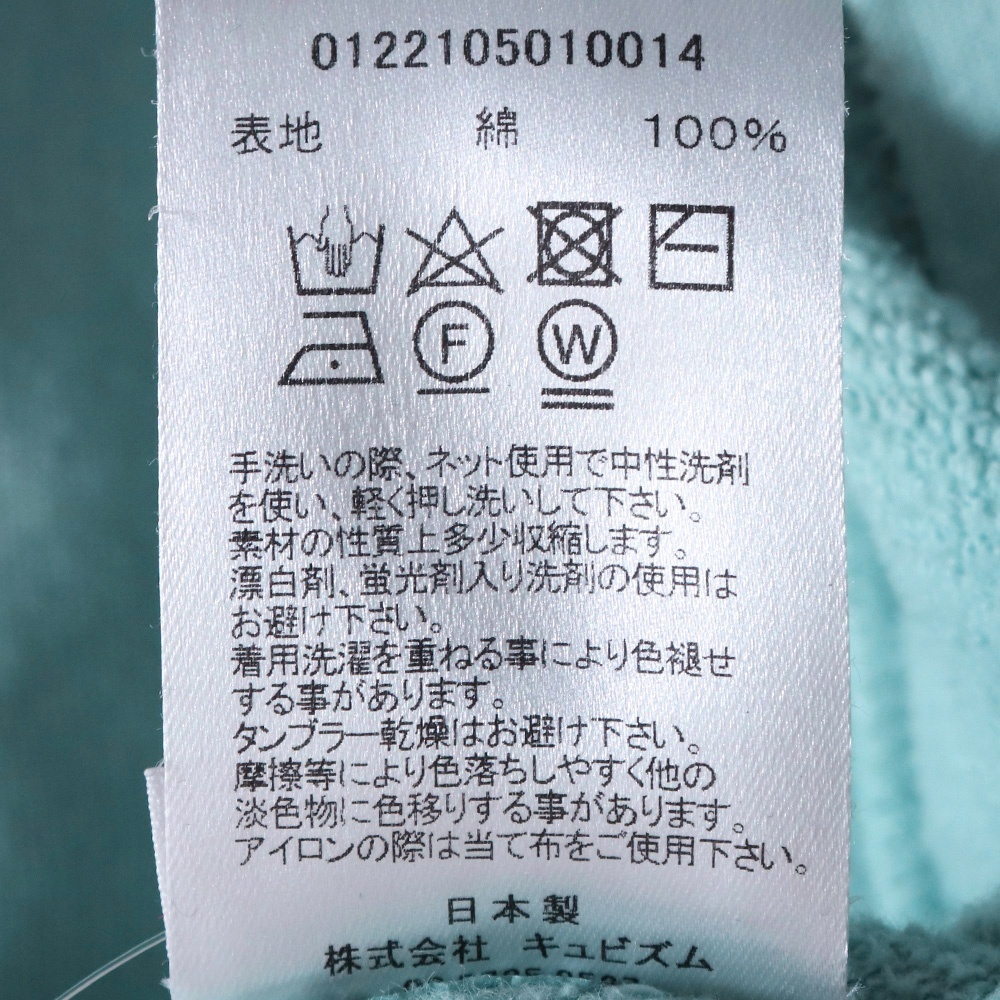 0122105010014
表地 綿 100%
F W
手洗いの際、ネット使用で中性洗剤
を使い、軽く押し洗いして下さい。
素材の性質上多少収縮します。
漂白剤、蛍光剤入り洗剤の使用は
お避け下さい。
着用洗濯を重ねる事により色褪せ
する事があります。
タンブラー乾燥はお避け下さい。
摩擦等により色落ちしやすく他の
淡色物に色移りする事があります。
アイロンの際は当て布をご使用下さい。
日本製
株式会社 キュビズム